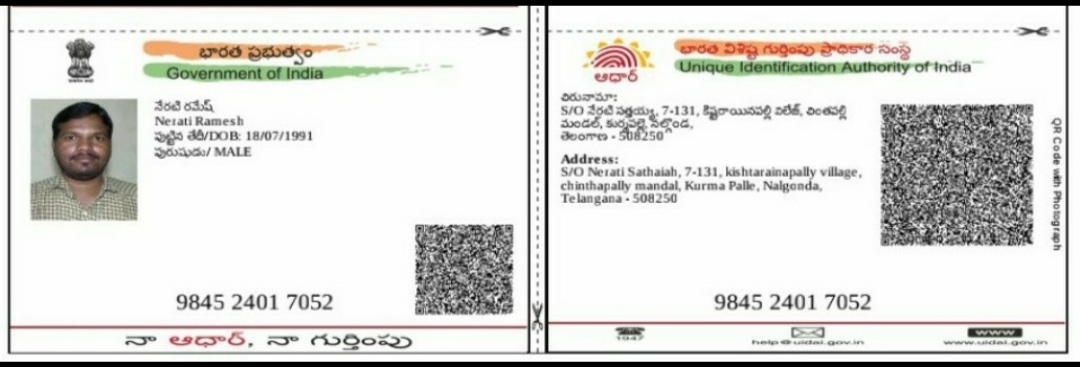 భారత ప్రభుత్వం
Government of India
నేరటి రమేష్
Nerati Ramesh
పుట్టిన తేదీ/DOB: 18/07/1991
పురుషుడు/ MALE
9845 2401 7052
నా ఆధార్, నా గుర్తింపు
భారత విశిష్ట గుర్తింపు ప్రాధికార సంస్థ
Unique Identification Authority of India
ఆధార్
చిరునామా:
S/O నేరటి సత్తయ్య, 7-131, కిష్టరాయినపల్లి విలేజ్, చింతపల్లి
మండల్, కుర్మపల్లె, నల్గొండ,
తెలంగాణ - 508250
Address:
S/O Nerati Sathaiah, 7-131, kishtarainapally village,
chinthapally mandal, Kurma Palle, Nalgonda,
Telangana - 508250
QR Code with Photograph
9845 2401 7052
1947
help@uidai.gov.in
www
www.uidai.gov.in